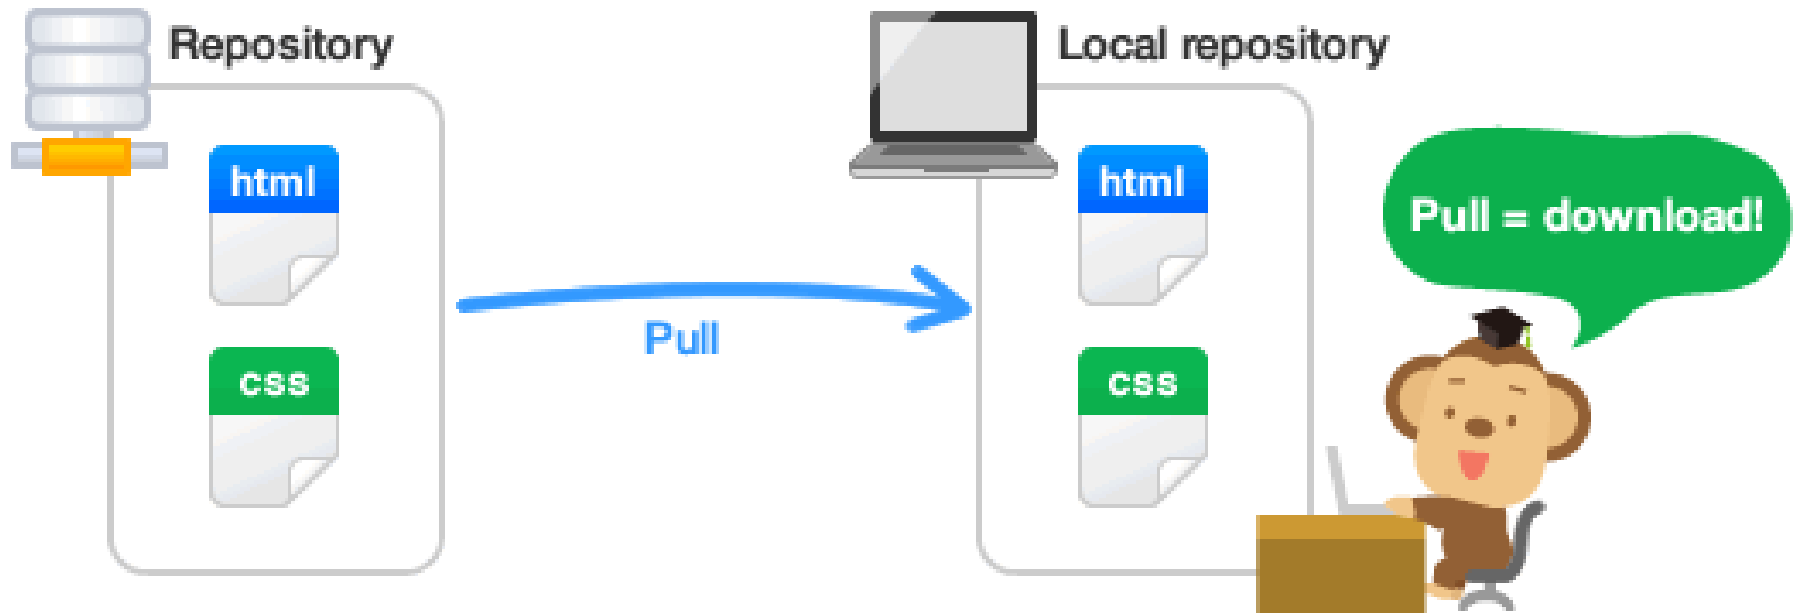 Repository
html
css
Pull
Local repository
html
css
Pull = download!